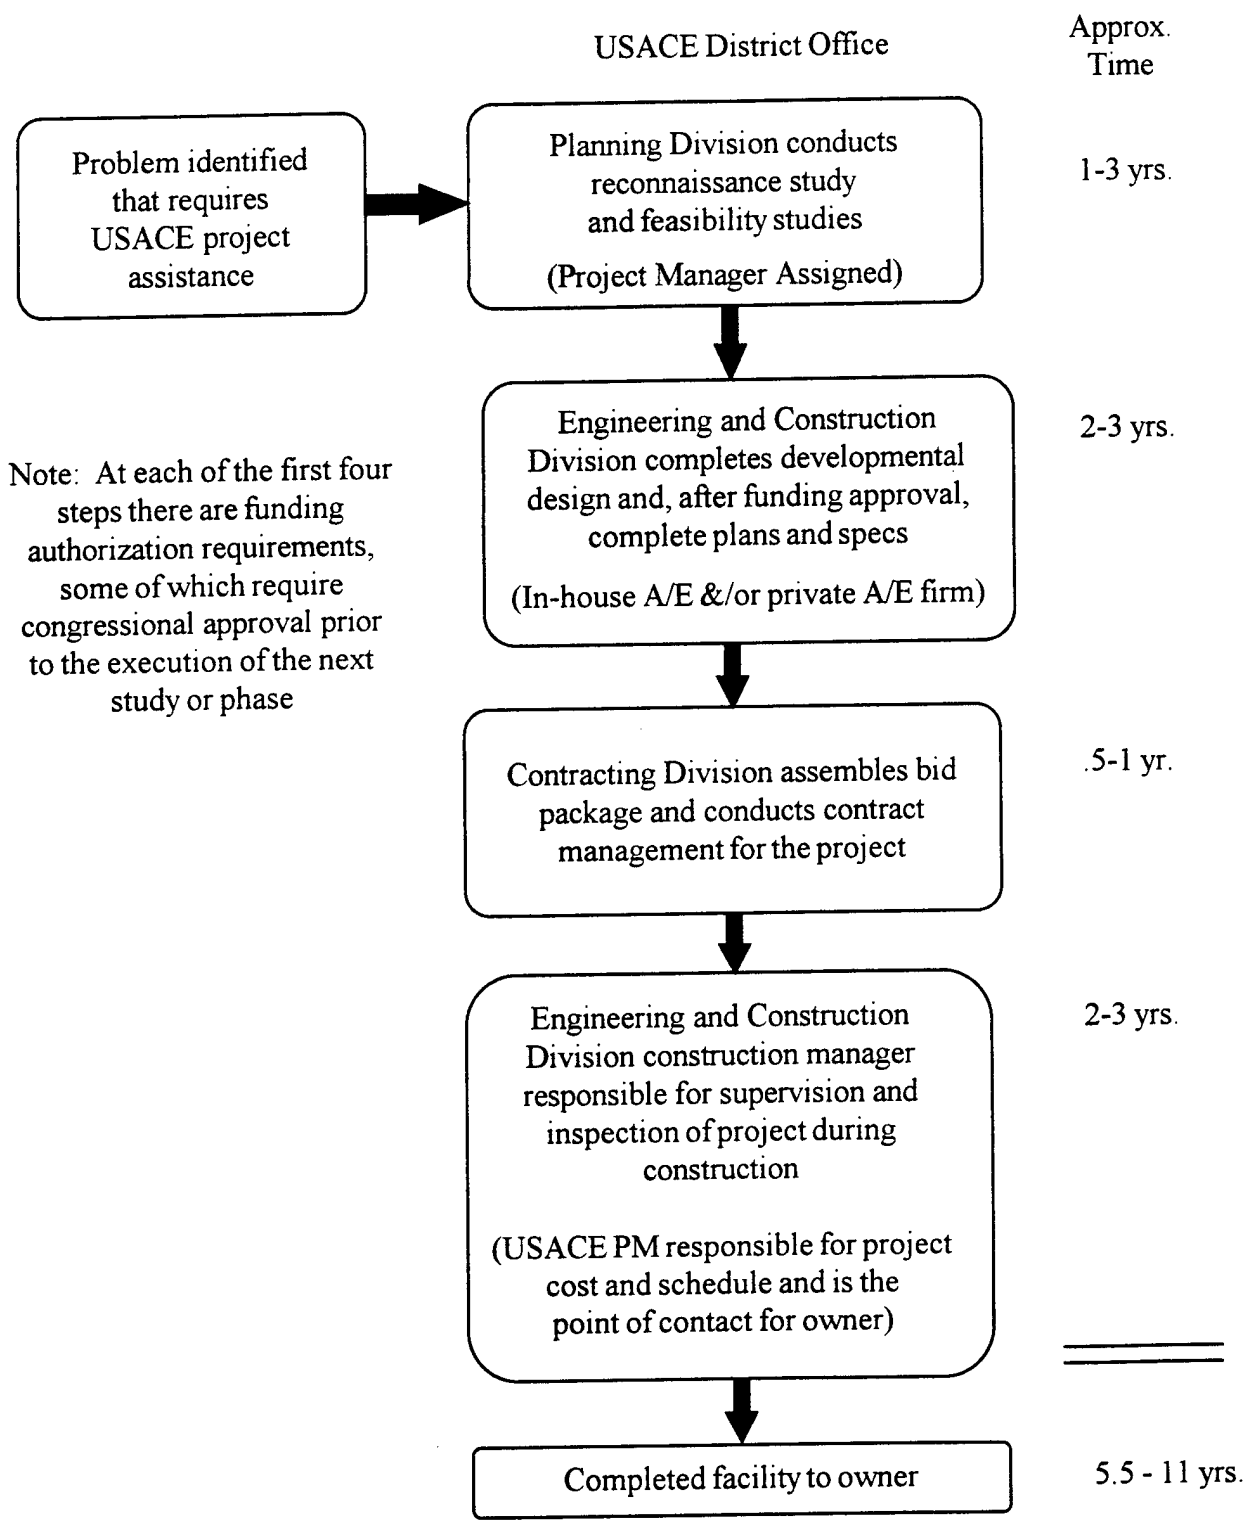 USACE District Office
Approx.
Time
Problem identified
that requires
USACE project
assistance
Planning Division conducts
reconnaissance study
and feasibility studies
(Project Manager Assigned)
1-3 yrs.
Engineering and Construction
Division completes developmental
design and, after funding approval,
complete plans and specs
(In-house A/E &/or private A/E firm)
2-3 yrs.
Note: At each of the first four
steps there are funding
authorization requirements,
some of which require
congressional approval prior
to the execution of the next
study or phase
Contracting Division assembles bid
package and conducts contract
management for the project
.5-1 yr.
Engineering and Construction
Division construction manager
responsible for supervision and
inspection of project during
construction
(USACE PM responsible for project
cost and schedule and is the
point of contact for owner)
2-3 yrs.
Completed facility to owner
5.5 - 11 yrs.